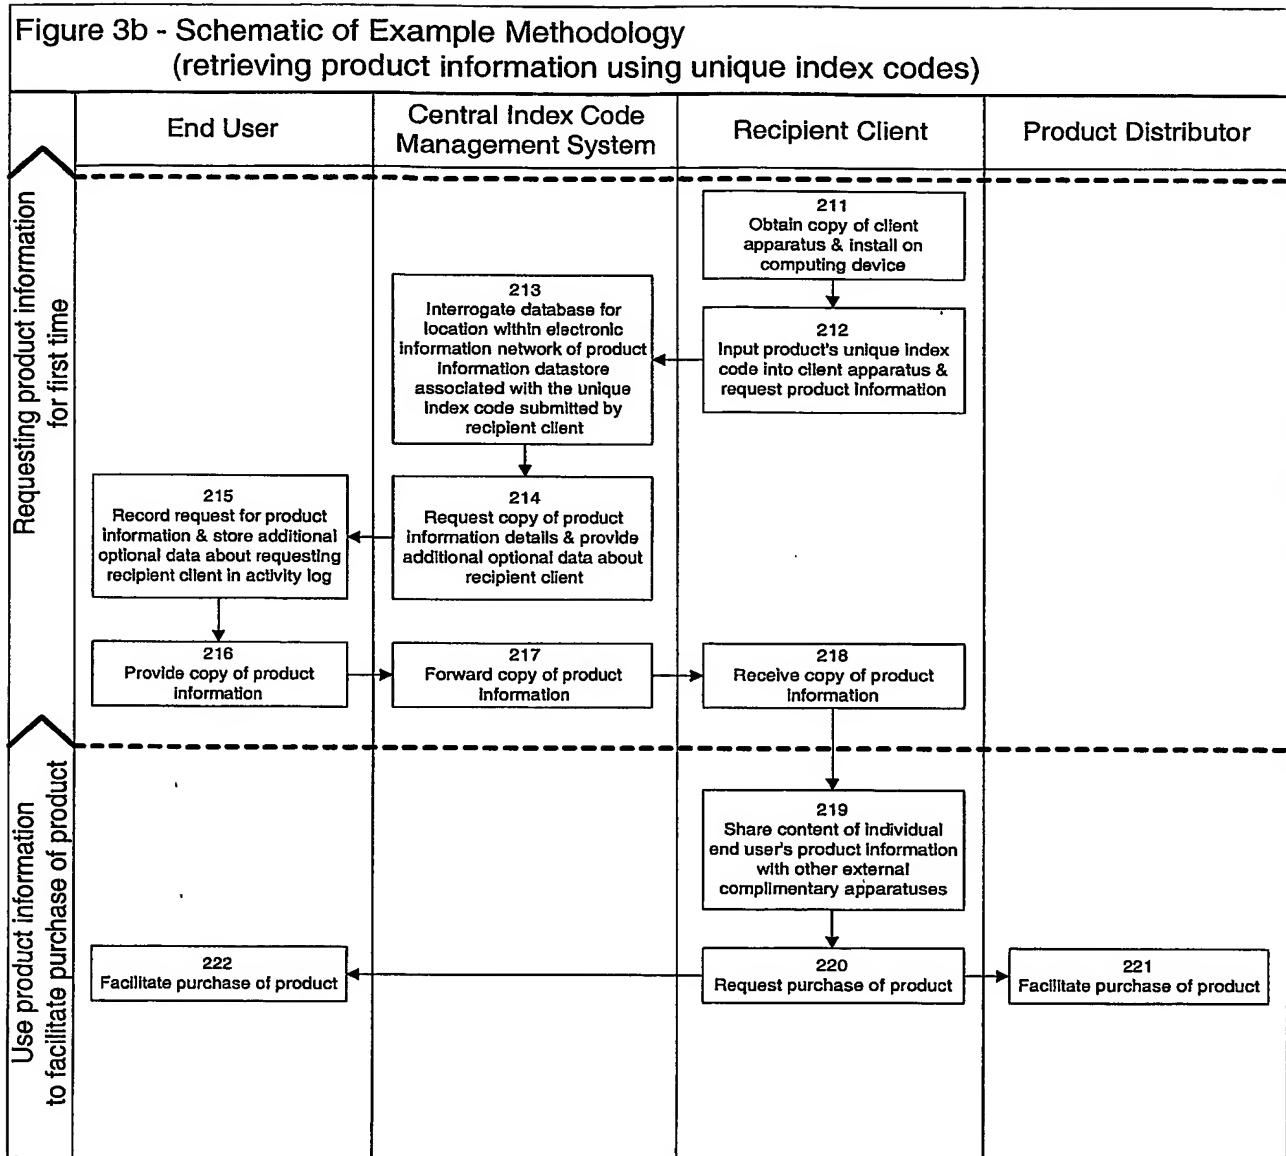 Figure 3b - Schematic of Example Methodology
(retrieving product information using unique index codes)
End User
Central Index Code
Management System
Recipient Client
Product Distributor
Requesting product information
for first time
211
Obtain copy of client
apparatus & install on
computing device
212
Input product's unique index
code into client apparatus &
request product information
213
Interrogate database for
location within electronic
information network of product
information datastore
associated with the unique
index code submitted by
recipient client
214
Request copy of product
information details & provide
additional optional data about
recipient client
215
Record request for product
information & store additional
optional data about requesting
recipient client in activity log
216
Provide copy of product
information
217
Forward copy of product
information
218
Receive copy of product
information
Use product information
to facilitate purchase of product
219
Share content of individual
end user's product information
with other external
complimentary apparatuses
222
Facilitate purchase of product
220
Request purchase of product
221
Facilitate purchase of product